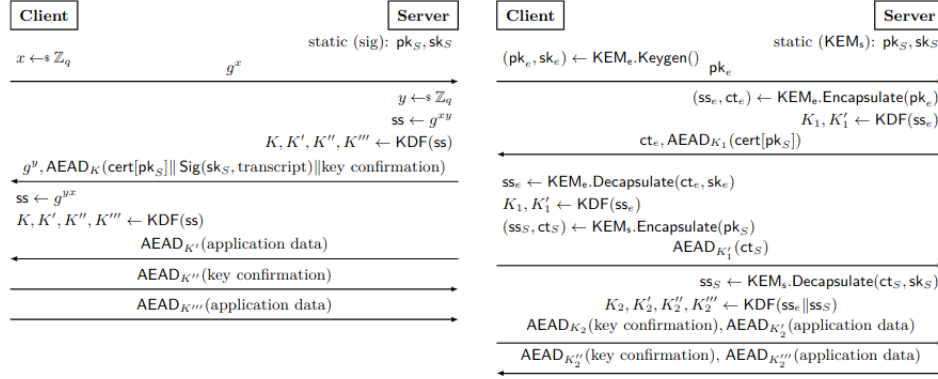 Client Server
static (sig): pk_S, sk_S
x ←$ ℤ_q
g^x
y ←$ ℤ_q
ss ← g^{xy}
K, K′, K″, K‴ ← KDF(ss)
g^y, AEAD_K(cert[pk_S]∥ Sig(sk_S, transcript)∥key confirmation)
ss ← g^{yx}
K, K′, K″, K‴ ← KDF(ss)
AEAD_{K′}(application data)
AEAD_{K″}(key confirmation)
AEAD_{K‴}(application data)
Client Server
static (KEM_s): pk_S, sk_S
(pk_e, sk_e) ← KEM_e.Keygen()
pk_e
(ss_e, ct_e) ← KEM_e.Encapsulate(pk_e)
K_1, K′_1 ← KDF(ss_e)
ct_e, AEAD_{K_1}(cert[pk_S])
ss_e ← KEM_e.Decapsulate(ct_e, sk_e)
K_1, K′_1 ← KDF(ss_e)
(ss_S, ct_S) ← KEM_s.Encapsulate(pk_S)
AEAD_{K′_1}(ct_S)
ss_S ← KEM_s.Decapsulate(ct_S, sk_S)
K_2, K′_2, K″_2, K‴_2 ← KDF(ss_e∥ss_S)
AEAD_{K_2}(key confirmation), AEAD_{K′_2}(application data)
AEAD_{K″_2}(key confirmation), AEAD_{K‴_2}(application data)